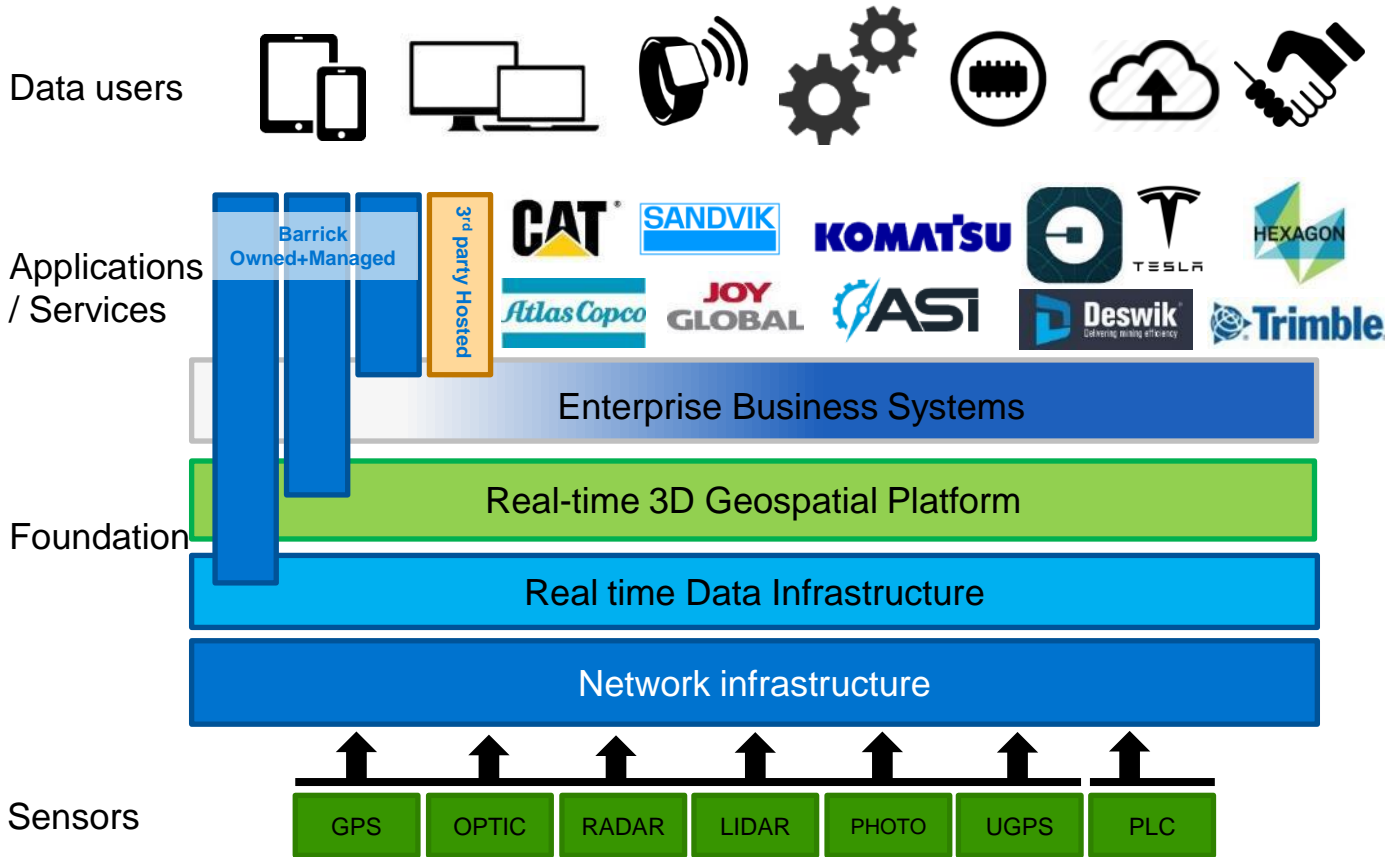 Data users
Applications
/ Services
Barrick
Owned+Managed
3rd party Hosted
CAT®
SANDVIK
KOMATSU
TESLA
HEXAGON
Atlas Copco
JOY
GLOBAL
ASI
Deswik
Delivering mining efficiency
Trimble
Enterprise Business Systems
Foundation
Real-time 3D Geospatial Platform
Real time Data Infrastructure
Network infrastructure
Sensors
GPS
OPTIC
RADAR
LIDAR
PHOTO
UGPS
PLC